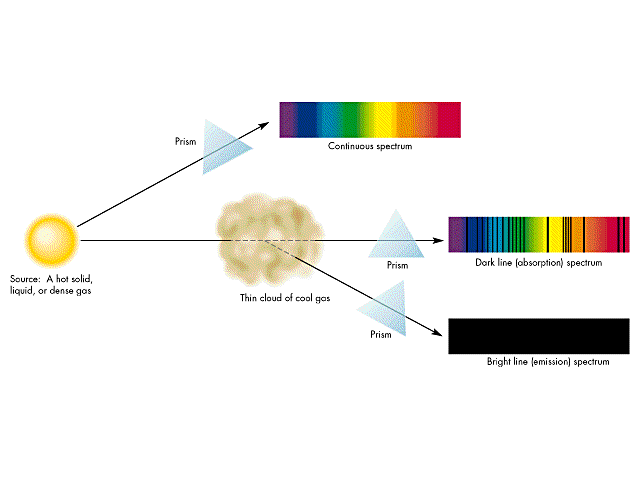 Prism
Continuous spectrum
Source:  A hot solid,
liquid, or dense gas
Thin cloud of cool gas
Prism
Dark line (absorption) spectrum
Prism
Bright line (emission) spectrum